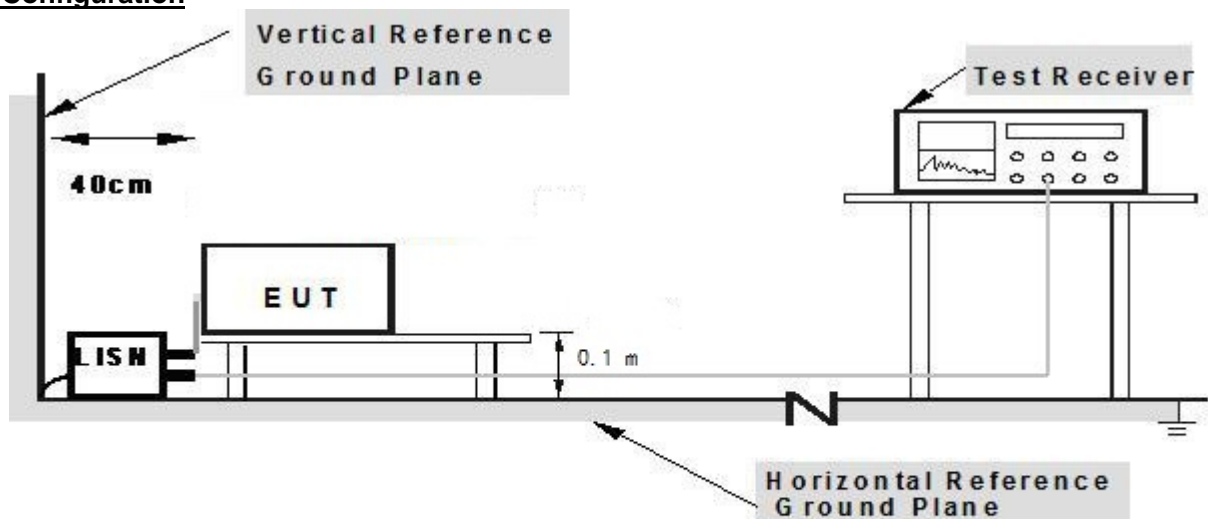 Configuration
Vertical Reference
Ground Plane
Test Receiver
40cm
EUT
LISN
0.1 m
Horizontal Reference
Ground Plane